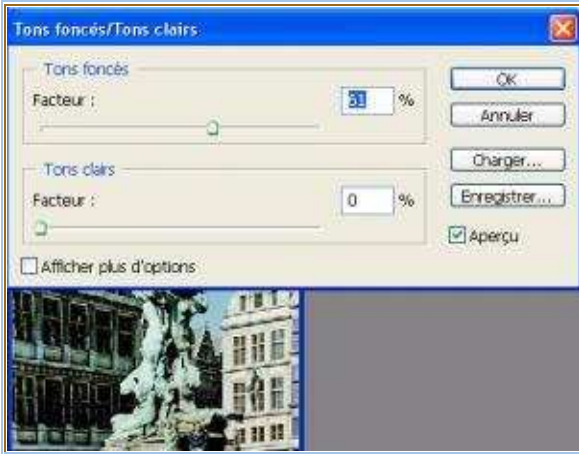 Tons foncés/Tons clairs
Tons foncés
Facteur :
61 %
OK
Annuler
Tons clairs
Facteur :
0 %
Charger...
Enregistrer...
Aperçu
Afficher plus d'options